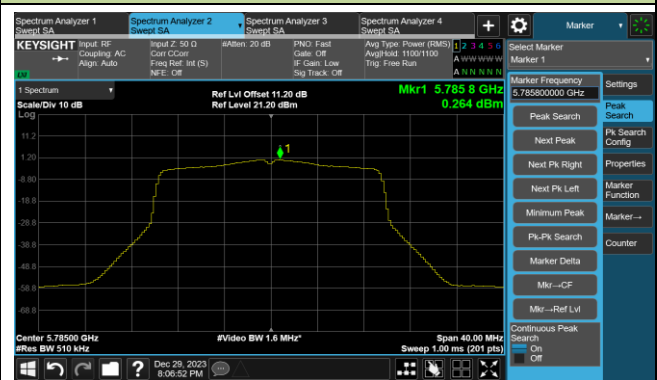 Spectrum Analyzer 1
Swept SA
Spectrum Analyzer 2
Swept SA
Spectrum Analyzer 3
Swept SA
Spectrum Analyzer 4
Swept SA
Marker
KEYSIGHT
Input: RF
Coupling: AC
Align: Auto
Input Z: 50 Ω
Corr CCorr
Freq Ref: Int (S)
NFE: Off
#Atten: 20 dB
PNO: Fast
Gate: Off
IF Gain: Low
Sig Track: Off
Avg Type: Power (RMS)
Avg|Hold: 1100/1100
Trig: Free Run
1 2 3 4 5 6
A W W W W W
A N N N N N
LXI
1 Spectrum
Scale/Div 10 dB
Log
Ref Lvl Offset 11.20 dB
Ref Level 21.20 dBm
Mkr1 5.785 8 GHz
0.264 dBm
11.2
1.20
-8.80
-18.8
-28.8
-38.8
-48.8
-58.8
-68.8
1
Center 5.78500 GHz
#Res BW 510 kHz
#Video BW 1.6 MHz*
Span 40.00 MHz
Sweep 1.00 ms (201 pts)
Select Marker
Marker 1
Marker Frequency
5.785800000 GHz
Peak Search
Next Peak
Next Pk Right
Next Pk Left
Minimum Peak
Pk-Pk Search
Marker Delta
Mkr→CF
Mkr→Ref Lvl
Continuous Peak
Search
On
Off
Settings
Peak
Search
Pk Search
Config
Properties
Marker
Function
Marker→
Counter
Dec 29, 2023
8:06:52 PM